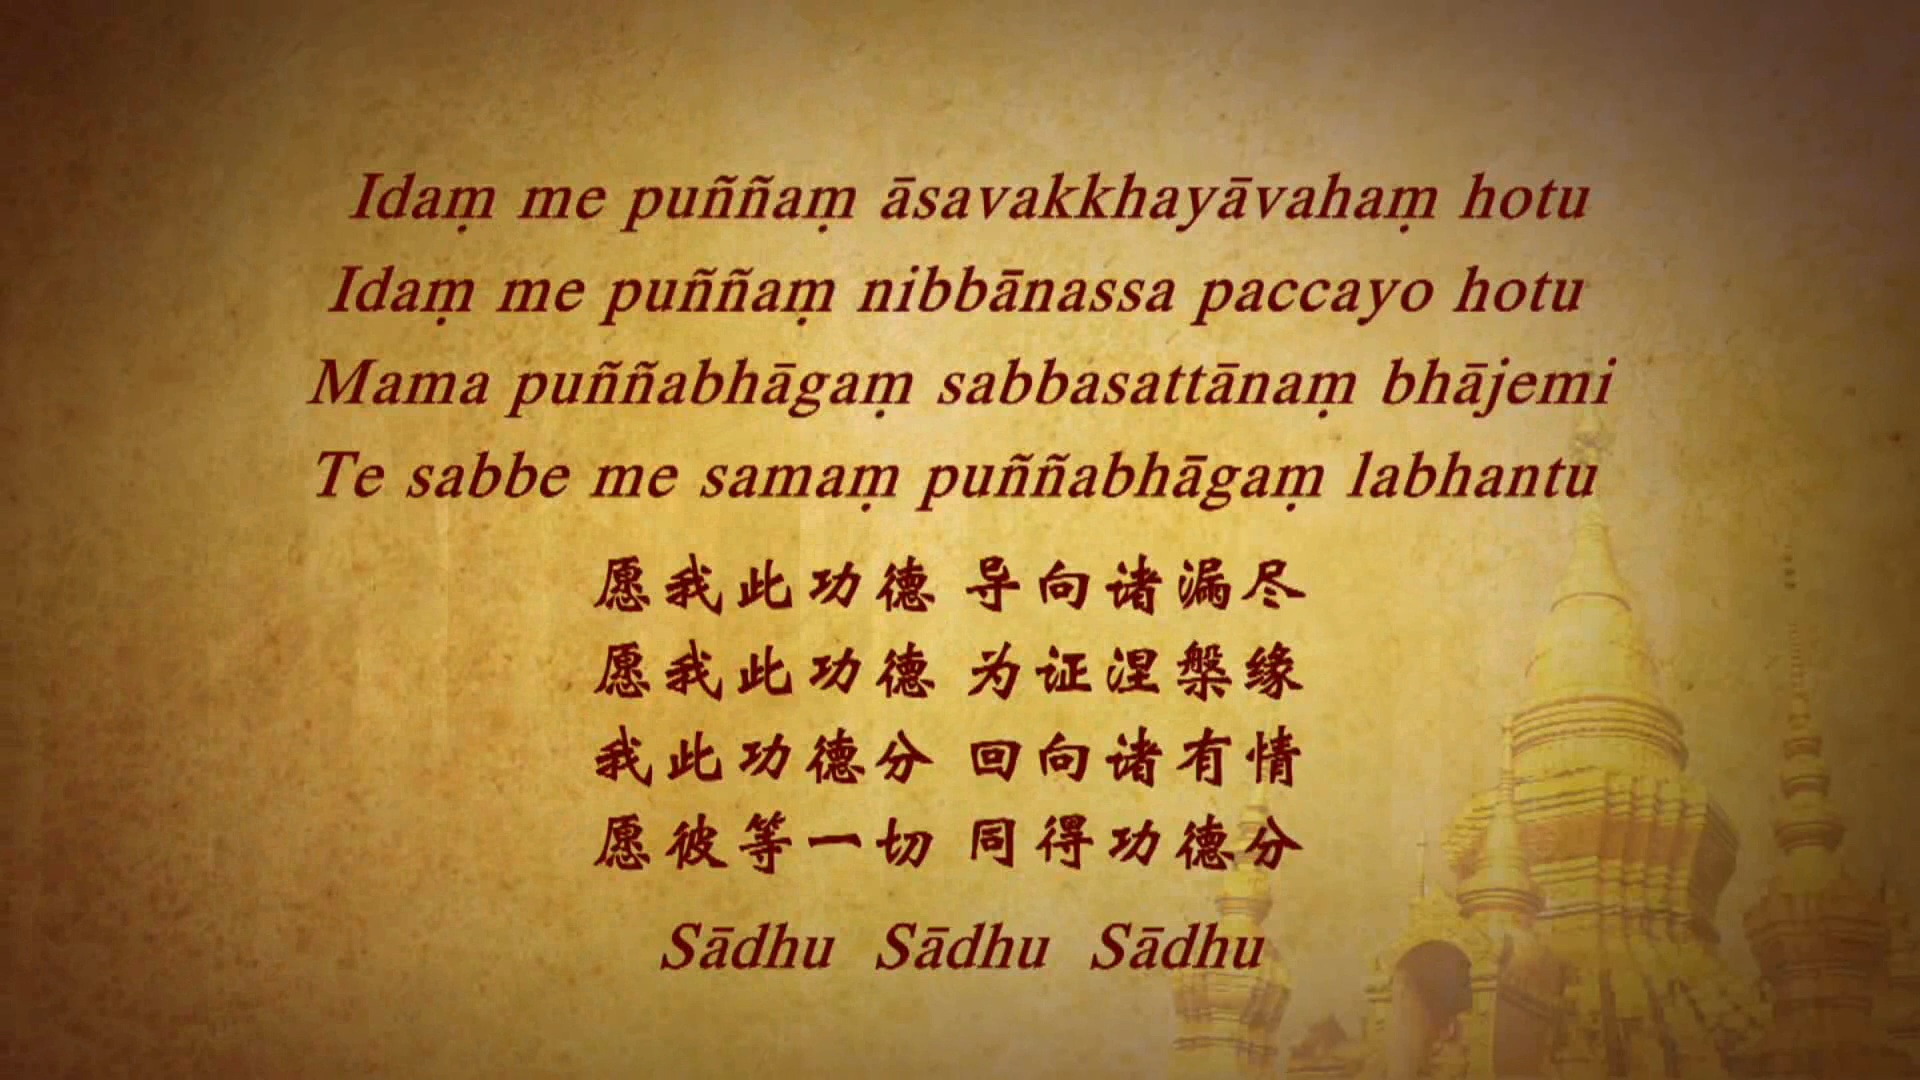 Idaṃ me puññaṃ āsavakkhayāvahaṃ hotu
Idaṃ me puññaṃ nibbānassa paccayo hotu
Mama puññabhāgaṃ sabbasattānaṃ bhājemi
Te sabbe me samaṃ puññabhāgaṃ labhantu
愿我此功德 导向诸漏尽
愿我此功德 为证涅槃缘
我此功德分 回向诸有情
愿彼等一切 同得功德分
Sādhu Sādhu Sādhu